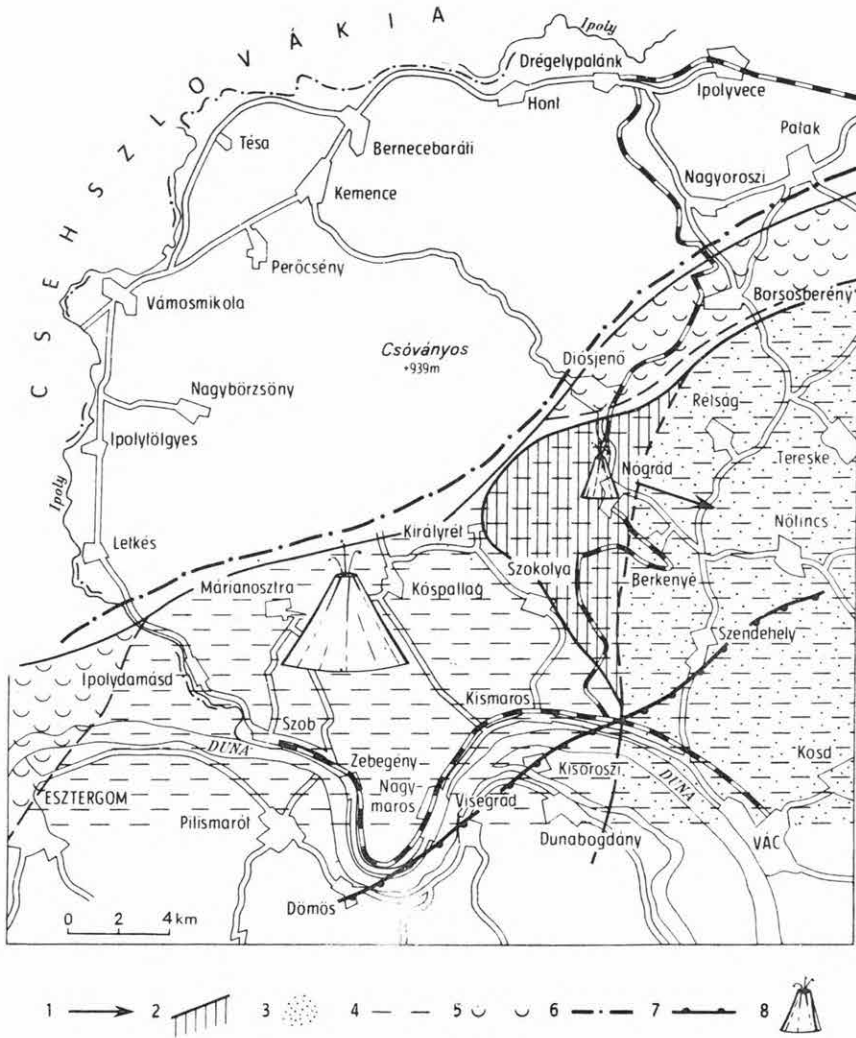 CSEHSZLOVÁKIA
Ipoly
Drégelypalánk
Ipolyvece
Hont
Patak
Tésa
Bernecebaráti
Nagyoroszi
Kemence
Perőcsény
Vámosmikola
Borsosberény
Csóványos
+939m
Diósjenő
Nagybörzsöny
Rétság
Ipolytölgyes
Tereske
Nógrád
Ipoly
Királyrét
Nőtincs
Letkés
Szokolya
Márianosztra
Kóspallag
Berkenye
Szendehely
Ipolydamásd
Kismaros
Szob
DUNA
Zebegény
Kosd
Kisoroszi
Nagy-
maros
DUNA
ESZTERGOM
Visegrád
Pilismarót
Dunabogdány
VÁC
Dömös
0 2 4 km
1 2 3 4 5 6 7 8